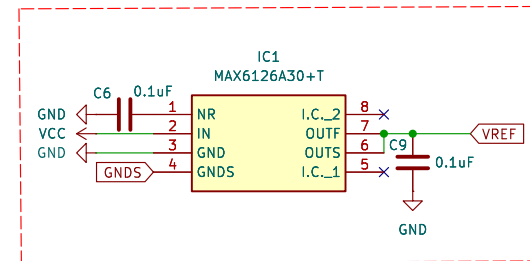 IC1
MAX6126A30+T
C6 0.1uF
GND 1 NR I.C._2 8
VCC 2 IN OUTF 7 VREF
GND 3 GND OUTS 6 C9
GNDS 4 GNDS I.C._1 5 0.1uF
GND